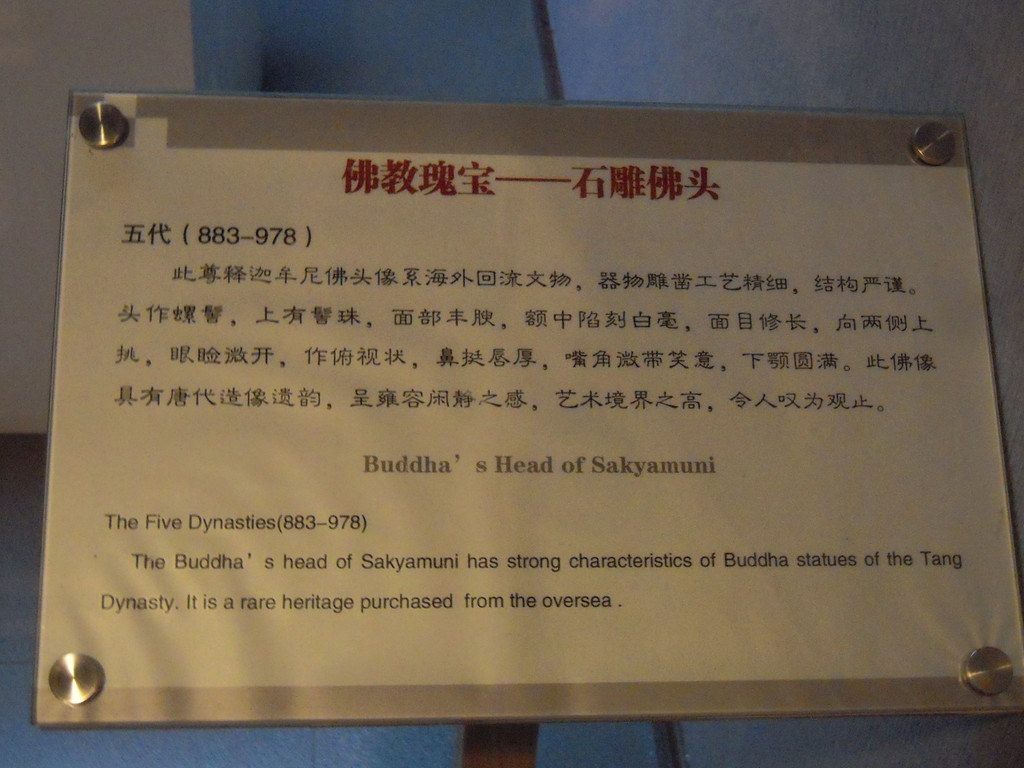 佛教瑰宝——石雕佛头
五代（883–978）
此尊释迦牟尼佛头像系海外回流文物，器物雕凿工艺精细，结构严谨。
头作螺髻，上有髻珠，面部丰腴，额中陷刻白毫，面目修长，向两侧上
挑，眼睑微开，作俯视状，鼻挺唇厚，嘴角微带笑意，下颚圆满。此佛像
具有唐代造像遗韵，呈雍容闲静之感，艺术境界之高，令人叹为观止。
Buddha’s Head of Sakyamuni
The Five Dynasties(883–978)
The Buddha’s head of Sakyamuni has strong characteristics of Buddha statues of the Tang
Dynasty. It is a rare heritage purchased from the oversea .